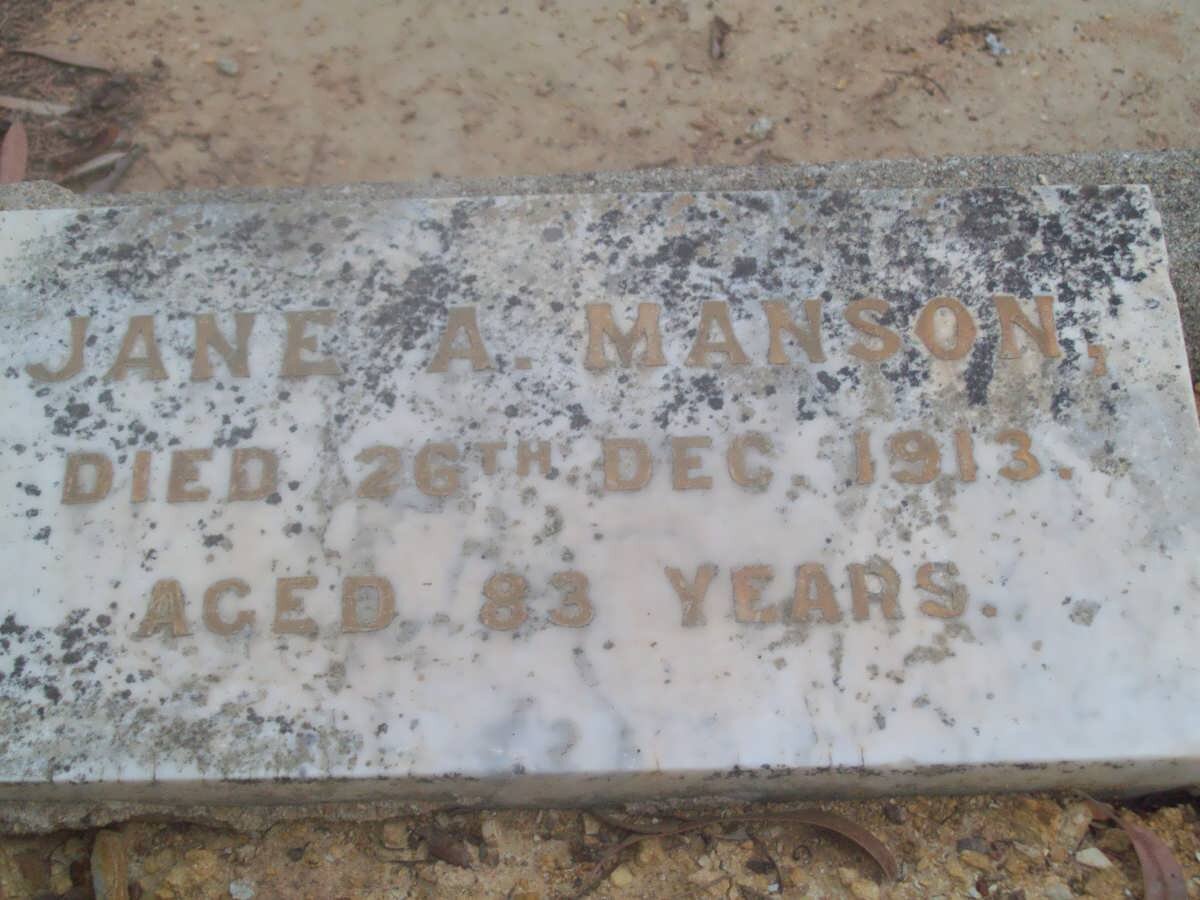 JANE A. MANSON,
DIED 26TH DEC. 1913.
AGED 83 YEARS.